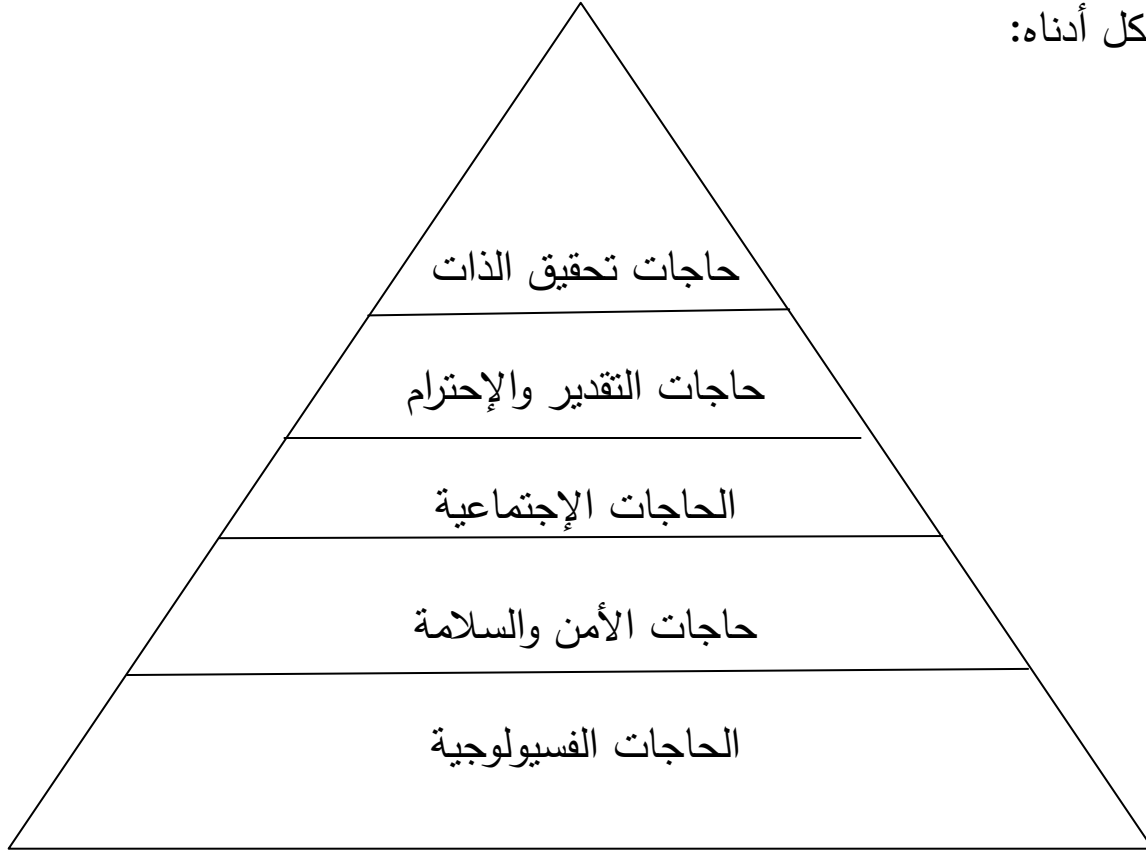 كل أدناه:
حاجات تحقيق الذات
حاجات التقدير والإحترام
الحاجات الإجتماعية
حاجات الأمن والسلامة
الحاجات الفسيولوجية